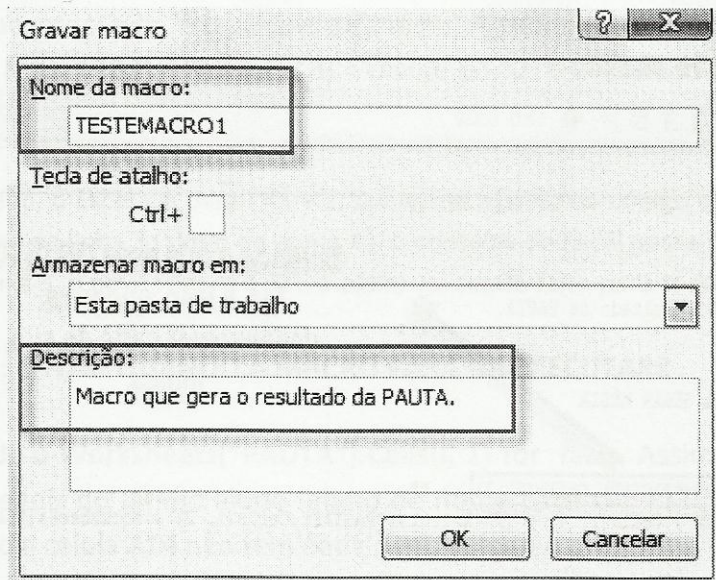 Gravar macro
Nome da macro:
TESTEMACRO1
Tecla de atalho:
Ctrl+
Armazenar macro em:
Esta pasta de trabalho
Descrição:
Macro que gera o resultado da PAUTA.
OK
Cancelar